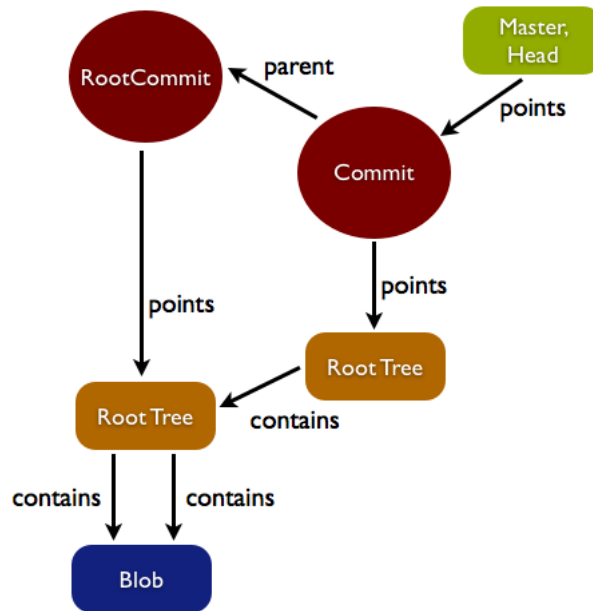 Master,
Head
RootCommit
parent
points
Commit
points
points
Root Tree
Root Tree
contains
contains
contains
Blob